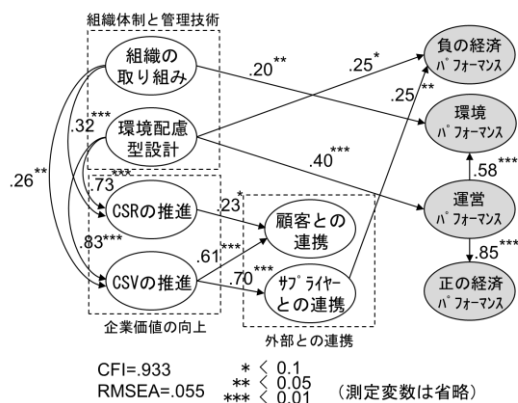 組織体制と管理技術
組織の
取り組み
環境配慮
型設計
CSRの推進
CSVの推進
企業価値の向上
顧客との
連携
ｻﾌﾟﾗｲﾔｰ
との連携
外部との連携
負の経済
ﾊﾟﾌｫｰﾏﾝｽ
環境
ﾊﾟﾌｫｰﾏﾝｽ
運営
ﾊﾟﾌｫｰﾏﾝｽ
正の経済
ﾊﾟﾌｫｰﾏﾝｽ
.20**
.25*
.25**
.32***
.40***
.26**
.73***
.23*
.58***
.83***
.61***
.70***
.85***
CFI=.933
RMSEA=.055
* < 0.1
** < 0.05
*** < 0.01
(測定変数は省略)